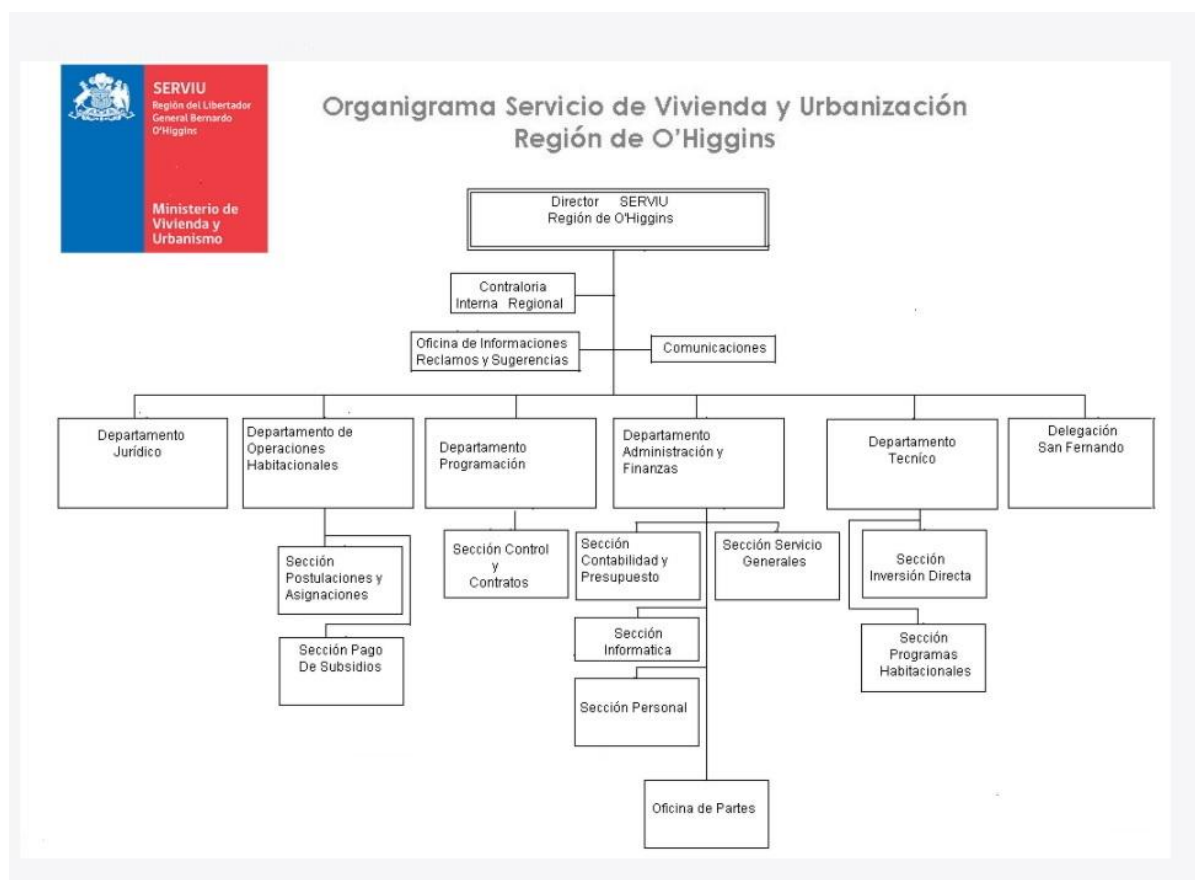 SERVIU
Región del Libertador
General Bernardo
O'Higgins
Ministerio de
Vivienda y
Urbanismo
Organigrama Servicio de Vivienda y Urbanización
Región de O'Higgins
Director SERVIU
Región de O'Higgins
Contraloria
Interna Regional
Oficina de Informaciones
Reclamos y Sugerencias
Comunicaciones
Departamento
Jurídico
Departamento de
Operaciones
Habitacionales
Departamento
Programación
Departamento
Administración y
Finanzas
Departamento
Tecníco
Delegación
San Fernando
Sección
Postulaciones y
Asignaciones
Sección Pago
De Subsidios
Sección Control
y
Contratos
Sección
Contabilidad y
Presupuesto
Sección Servicio
Generales
Sección
Informatica
Sección Personal
Oficina de Partes
Sección
Inversión Directa
Sección
Programas
Habitacionales